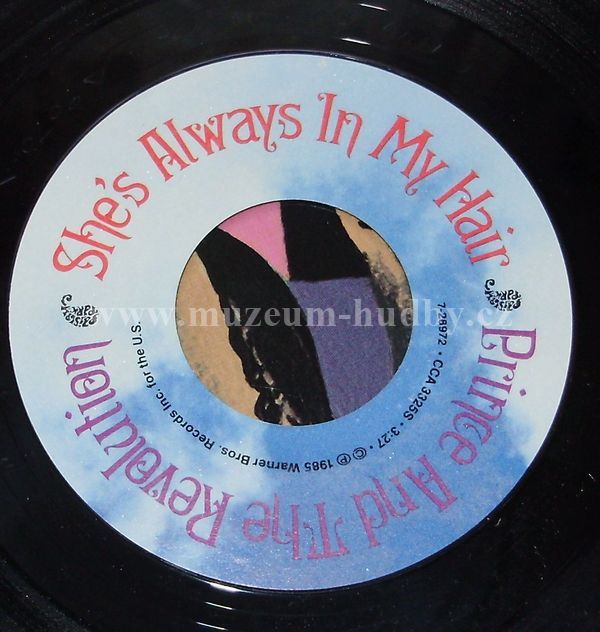 She's Always In My Hair
Prince And The Revolution
7-28972 • CCA 3325S • 3:27 • © ℗ 1985 Warner Bros. Records Inc for the U.S.
www.muzeum-hudby.cz